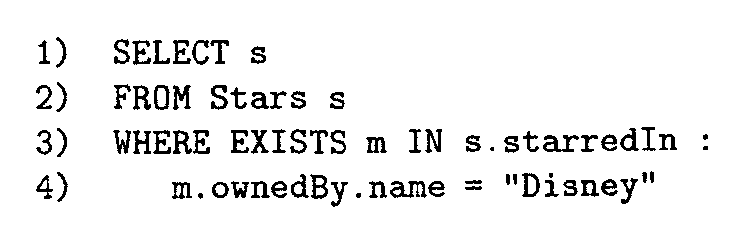 1) SELECT s
2) FROM Stars s
3) WHERE EXISTS m IN s.starredIn :
4) m.ownedBy.name = "Disney"